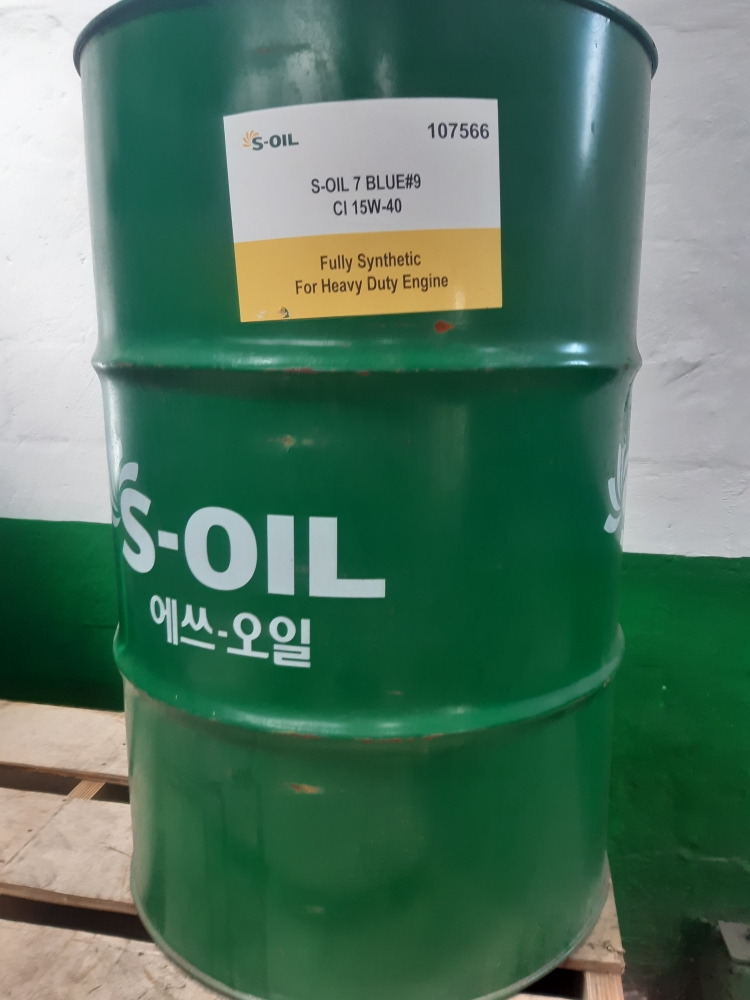 S-OIL
107566
S-OIL 7 BLUE#9
CI 15W-40
Fully Synthetic
For Heavy Duty Engine
S-OIL
에쓰-오일